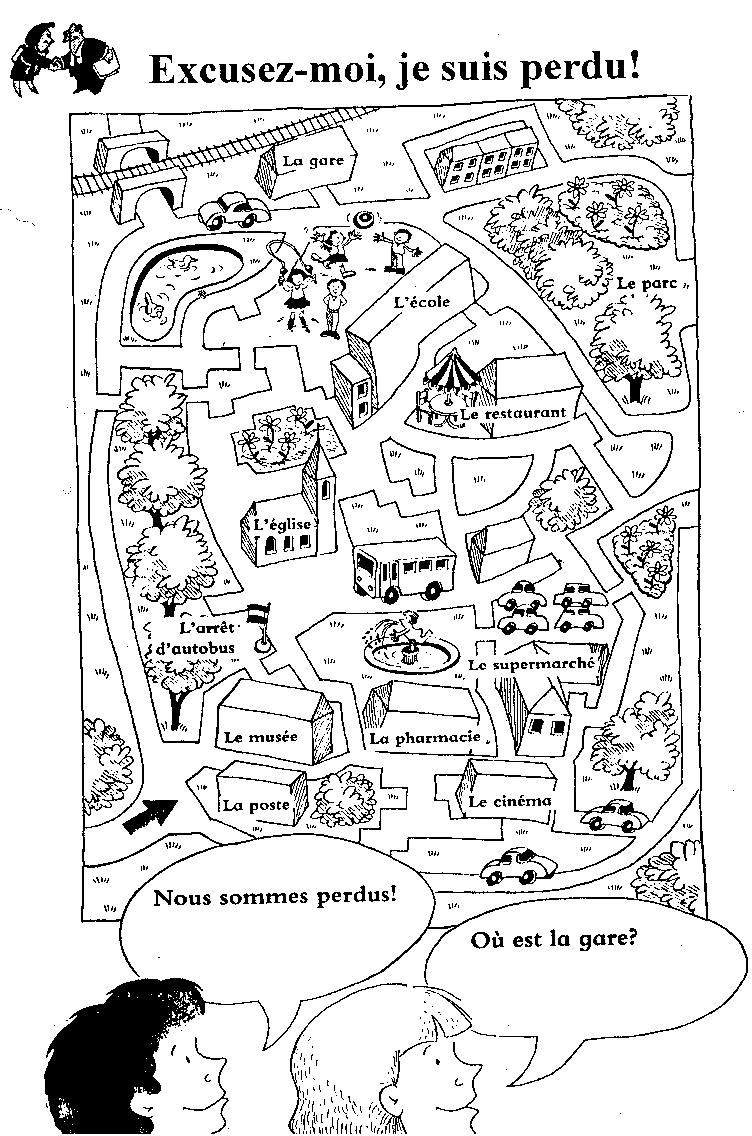 Excusez-moi, je suis perdu!
La gare
Le parc
L'école
Le restaurant
L'église
L'arrêt
d'autobus
Le supermarché
Le musée
La pharmacie
La poste
Le cinéma
Nous sommes perdus!
Où est la gare?